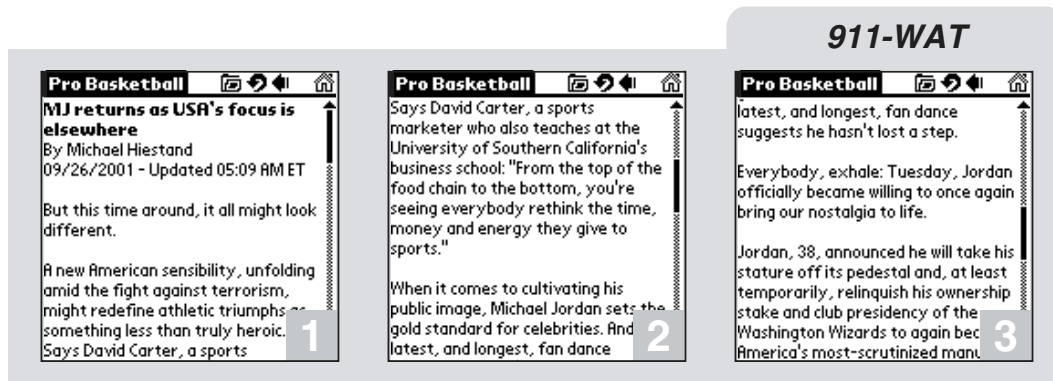 911-WAT
Pro Basketball
MJ returns as USA's focus is
elsewhere
By Michael Hiestand
09/26/2001 - Updated 05:09 AM ET
But this time around, it all might look
different.
A new American sensibility, unfolding
amid the fight against terrorism,
might redefine athletic triumphs as
something less than truly heroic.
Says David Carter, a sports
1
Pro Basketball
Says David Carter, a sports
marketer who also teaches at the
University of Southern California's
business school: "From the top of the
food chain to the bottom, you're
seeing everybody rethink the time,
money and energy they give to
sports."
When it comes to cultivating his
public image, Michael Jordan sets the
gold standard for celebrities. And
latest, and longest, fan dance
2
Pro Basketball
latest, and longest, fan dance
suggests he hasn't lost a step.
Everybody, exhale: Tuesday, Jordan
officially became willing to once again
bring our nostalgia to life.
Jordan, 38, announced he will take his
stature off its pedestal and, at least
temporarily, relinquish his ownership
stake and club presidency of the
Washington Wizards to again bec
America's most-scrutinized manu
3